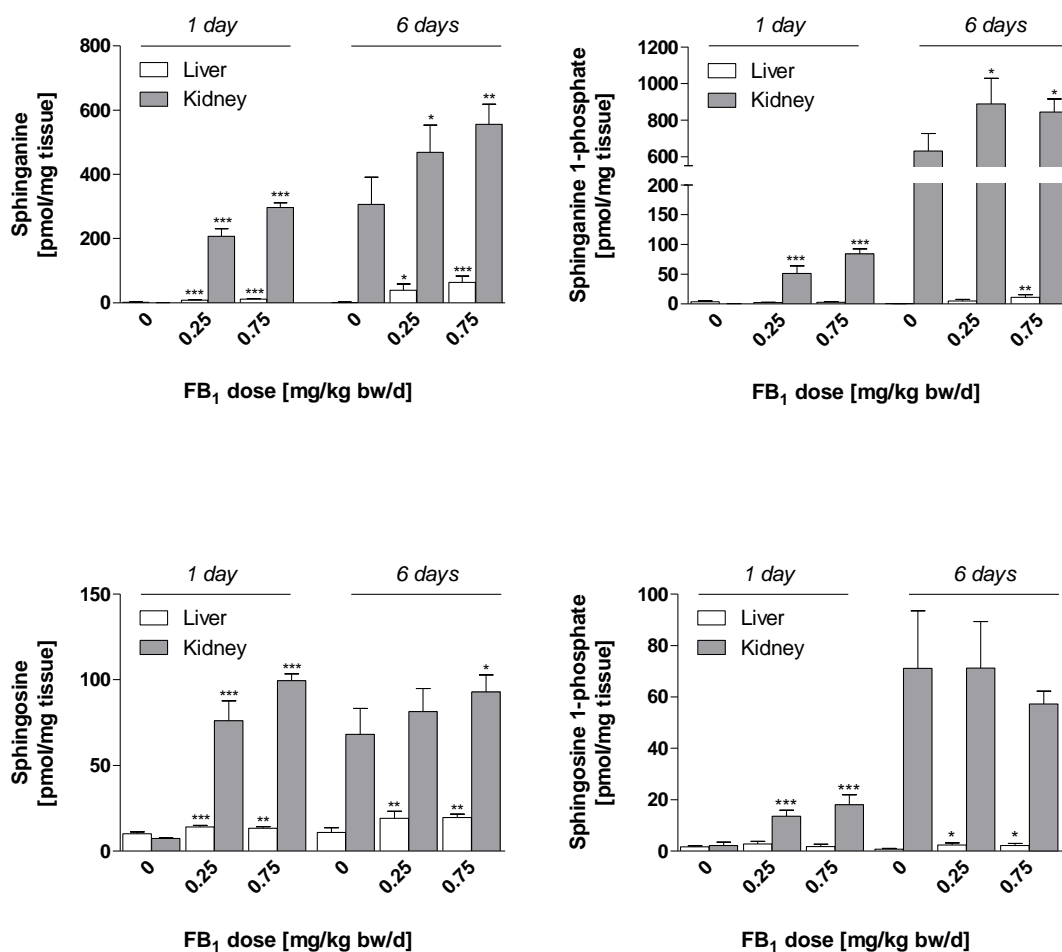 1 day 6 days
800
600
400
200
0
Sphinganine
[pmol/mg tissue]
Liver
Kidney
*** *** *** *** * * *** **
0 0.25 0.75 0 0.25 0.75
FB1 dose [mg/kg bw/d]
1 day 6 days
1200
1000
800
600
200
150
100
50
0
Sphinganine 1-phosphate
[pmol/mg tissue]
Liver
Kidney
*** *** * ** *
0 0.25 0.75 0 0.25 0.75
FB1 dose [mg/kg bw/d]
1 day 6 days
150
100
50
0
Sphingosine
[pmol/mg tissue]
Liver
Kidney
*** *** ** *** ** ** *
0 0.25 0.75 0 0.25 0.75
FB1 dose [mg/kg bw/d]
1 day 6 days
100
80
60
40
20
0
Sphingosine 1-phosphate
[pmol/mg tissue]
Liver
Kidney
*** *** * *
0 0.25 0.75 0 0.25 0.75
FB1 dose [mg/kg bw/d]